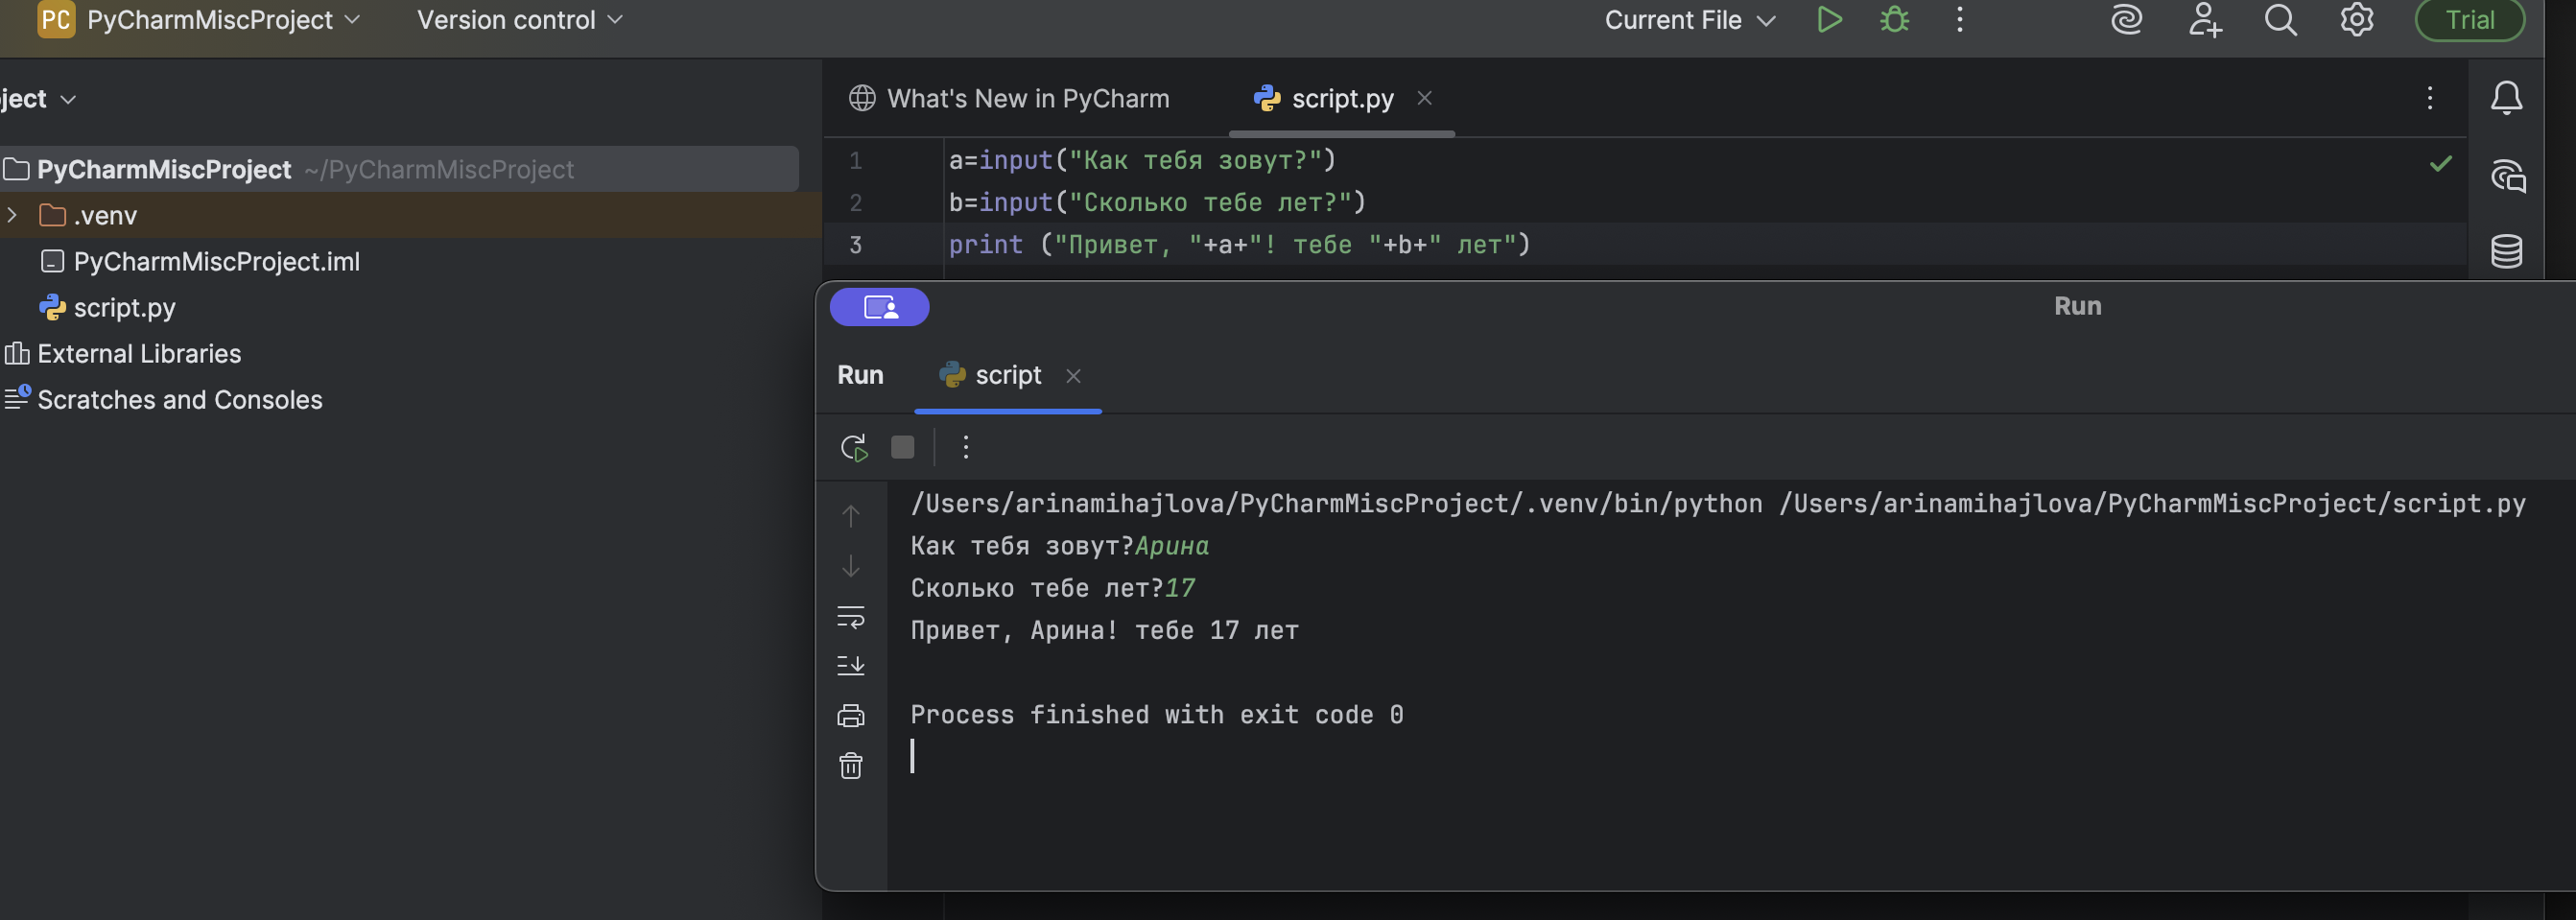 PC PyCharmMiscProject Version control Current File Trial
ject
What's New in PyCharm script.py
PyCharmMiscProject ~/PyCharmMiscProject
.venv
PyCharmMiscProject.iml
script.py
External Libraries
Scratches and Consoles
1 a=input("Как тебя зовут?")
2 b=input("Сколько тебе лет?")
3 print ("Привет, "+a+"! тебе "+b+" лет")
Run
Run script
/Users/arinamihajlova/PyCharmMiscProject/.venv/bin/python /Users/arinamihajlova/PyCharmMiscProject/script.py
Как тебя зовут?Арина
Сколько тебе лет?17
Привет, Арина! тебе 17 лет
Process finished with exit code 0